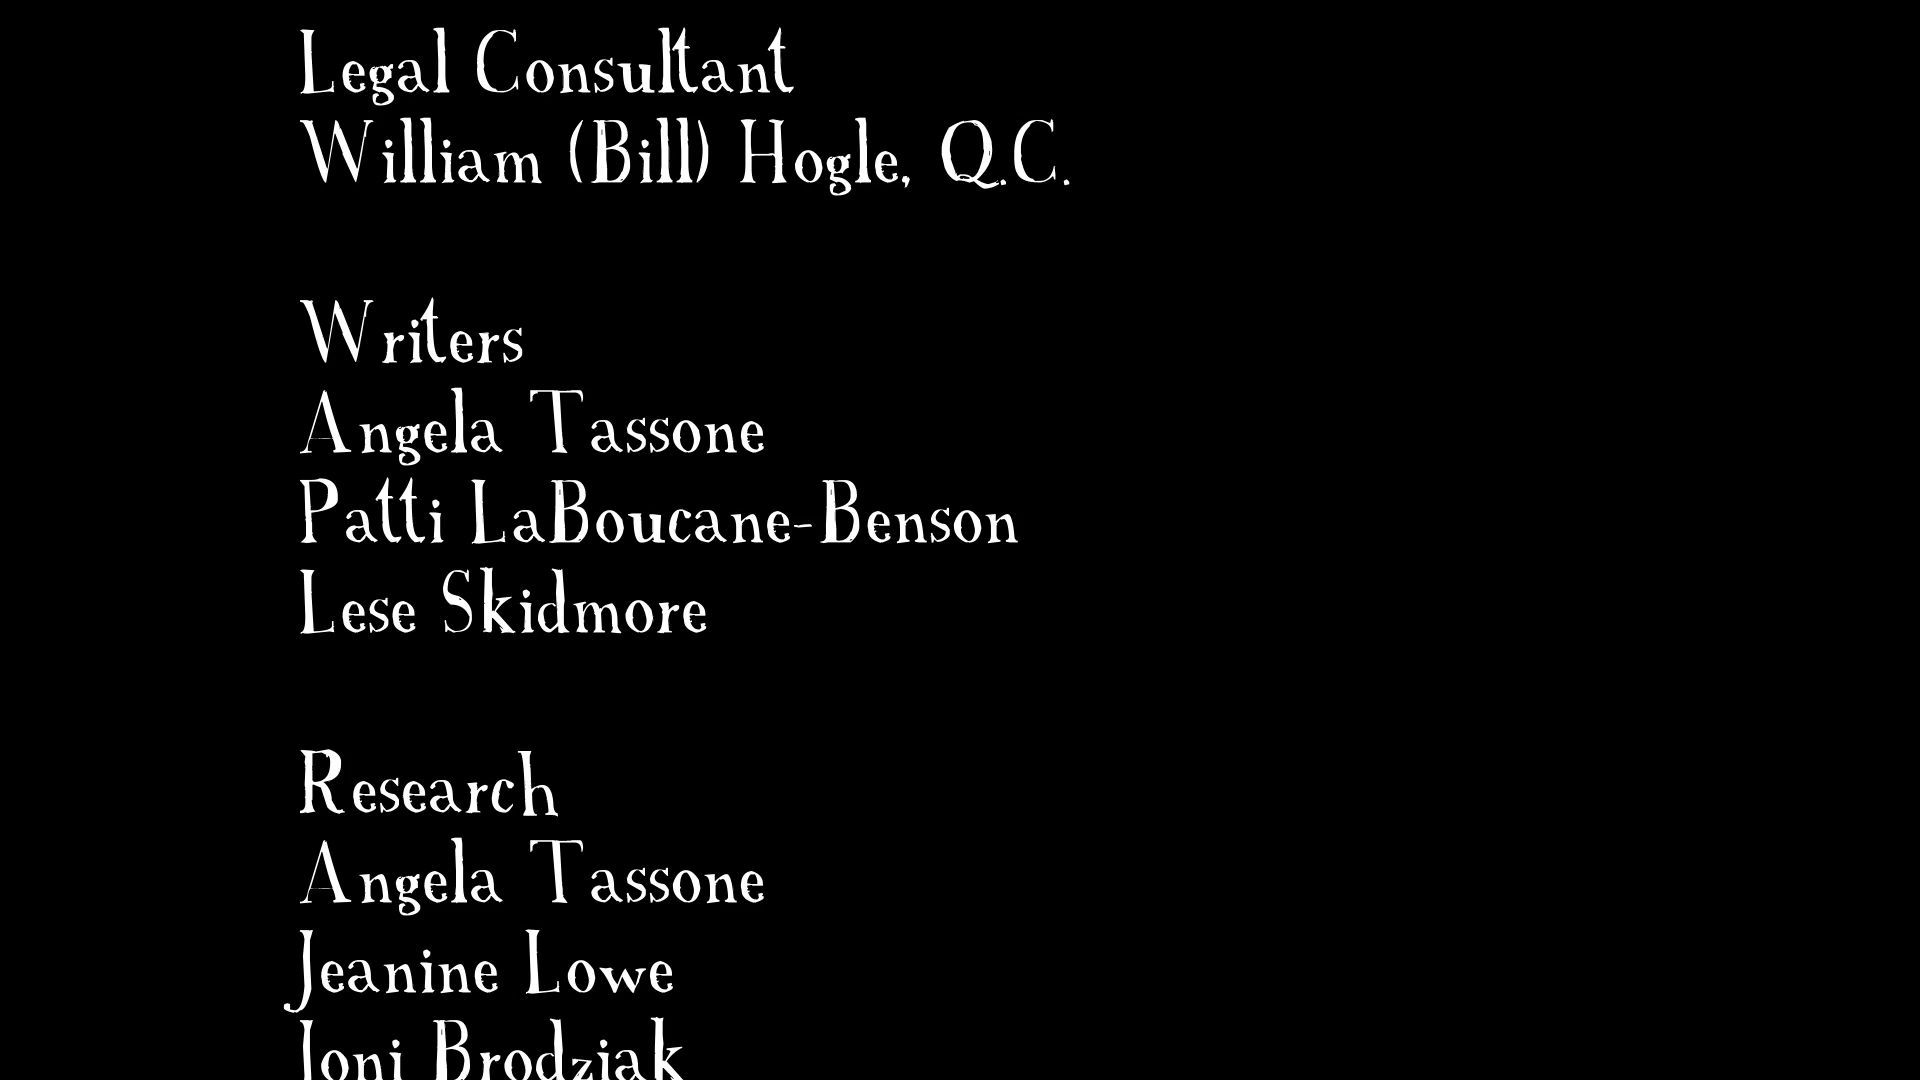 Legal Consultant
William (Bill) Hogle, Q.C.
Writers
Angela Tassone
Patti LaBoucane-Benson
Lese Skidmore
Research
Angela Tassone
Jeanine Lowe
Joni Brodziak